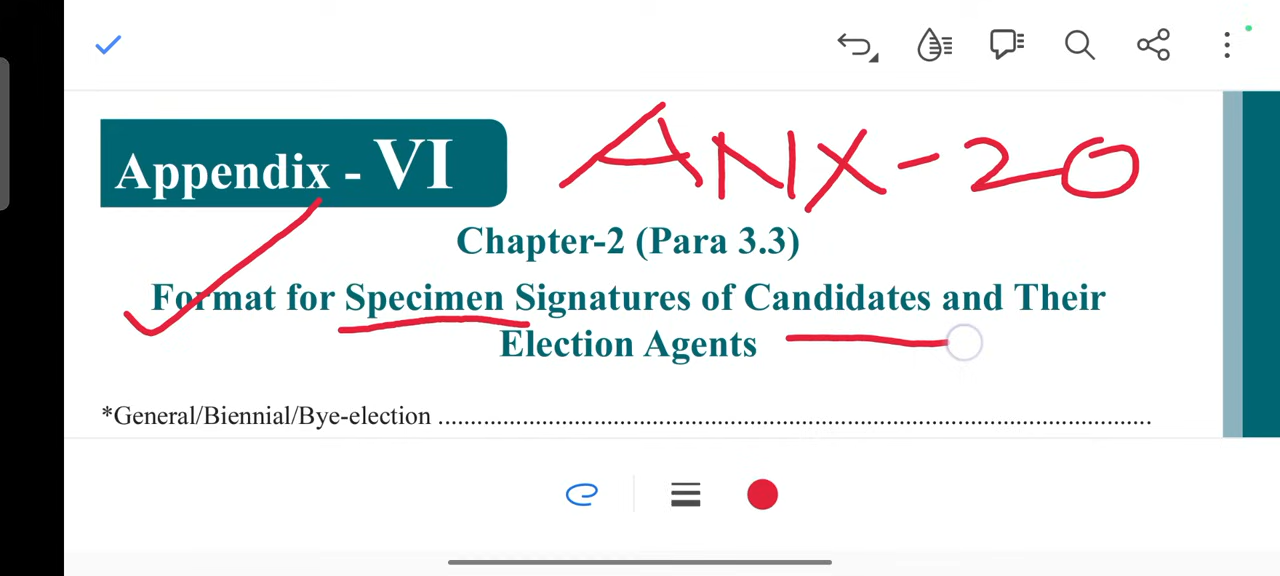 Appendix - VI
ANX-20
Chapter-2 (Para 3.3)
Format for Specimen Signatures of Candidates and Their
Election Agents
*General/Biennial/Bye-election ..............................................................................................................